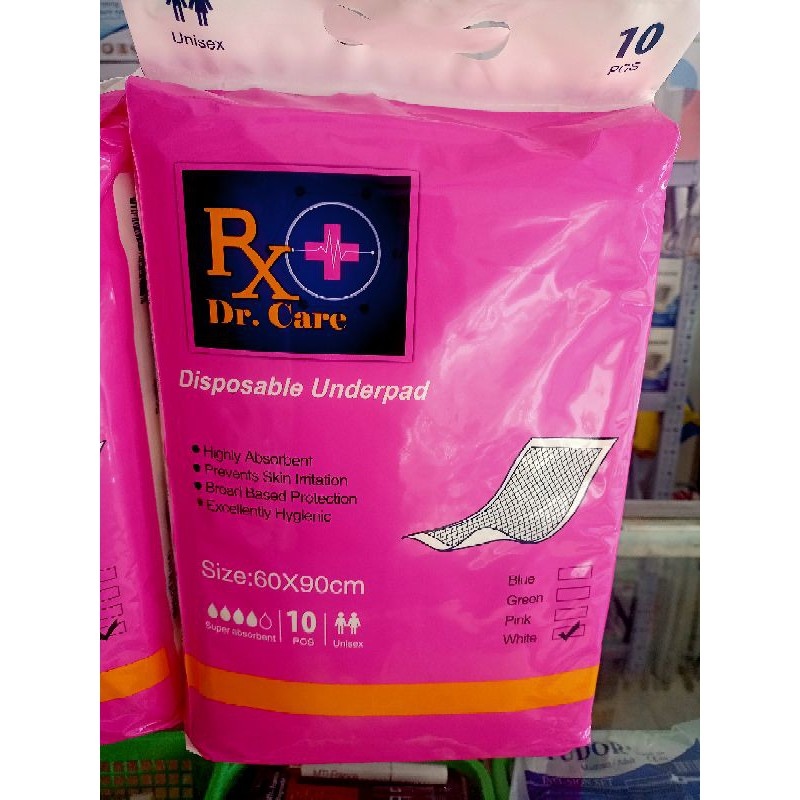 Unisex
10
PCS
Rx
Dr. Care
Disposable Underpad
Highly Absorbent
Prevents Skin Irritation
Broad Based Protection
Excellently Hygienic
Size:60X90cm
Super absorbent
10
PCS
Unisex
Blue
Green
Pink
White
TUDOR